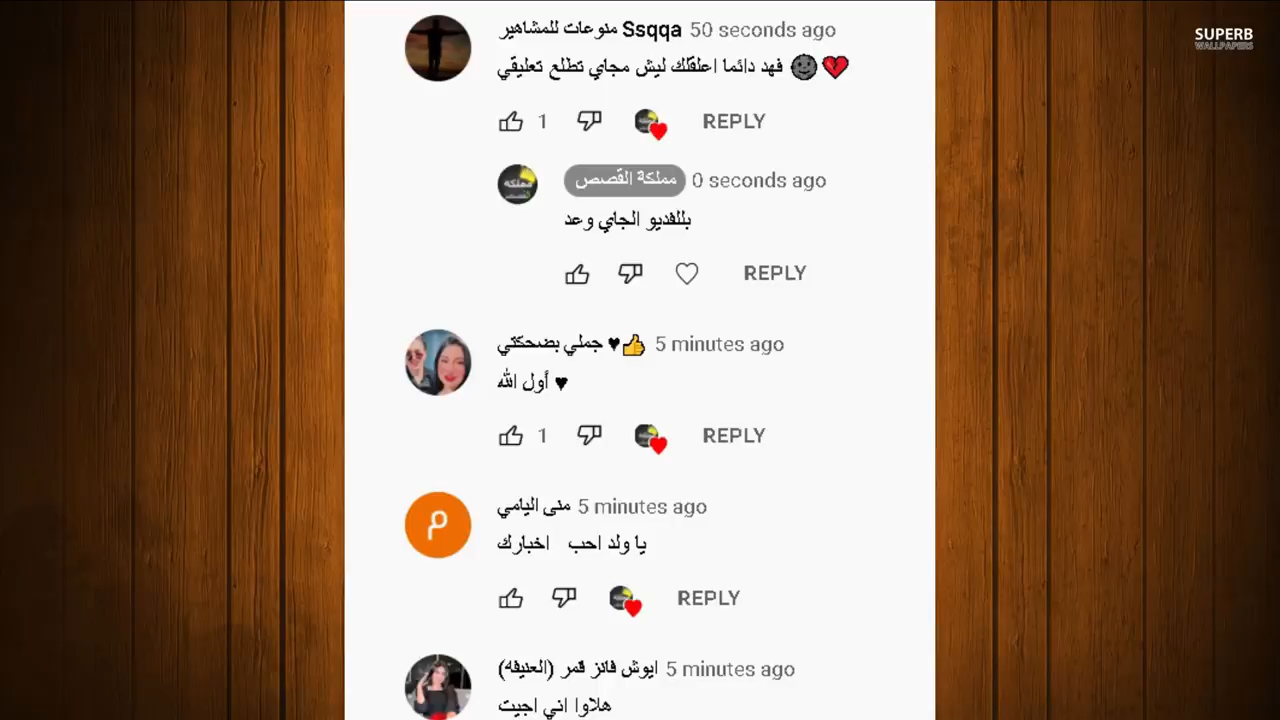 SUPERB
WALLPAPERS
منوعات للمشاهير Ssqqa 50 seconds ago
فهد دائما اعلقلك ليش مجاي تطلع تعليقي 🌚💔
1 REPLY
مملكة القصص 0 seconds ago
بللفديو الجاي وعد
REPLY
جملي بضحكتي ♥👍 5 minutes ago
أول الله ♥
1 REPLY
منى اليامي 5 minutes ago
يا ولد احب اخبارك
م
REPLY
ايوش فانز قمر (العنيفه) 5 minutes ago
هلاوا اني اجيت